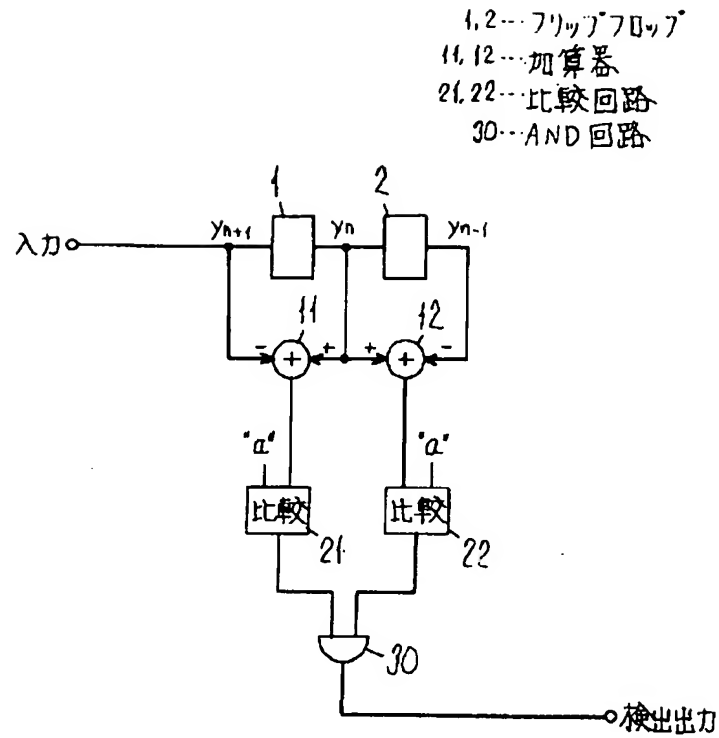 1,2…フリップフロップ
11,12…加算器
21,22…比較回路
30…AND回路
1
2
入力
yn+1
yn
yn-1
11
12
-
+
+
+
+
-
"a"
"a"
比較
比較
21
22
30
検出出力